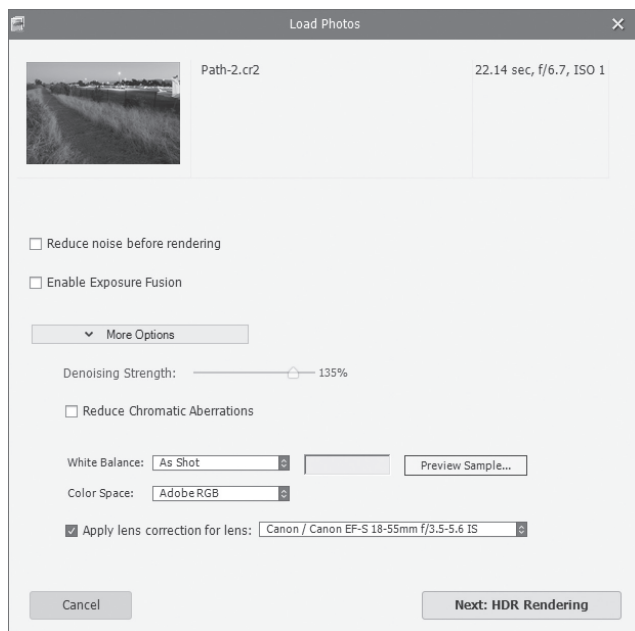 Load Photos
Path-2.cr2
22.14 sec, f/6.7, ISO 1
Reduce noise before rendering
Enable Exposure Fusion
More Options
Denoising Strength: 135%
Reduce Chromatic Aberrations
White Balance: As Shot Preview Sample...
Color Space: AdobeRGB
Apply lens correction for lens: Canon / Canon EF-S 18-55mm f/3.5-5.6 IS
Cancel Next: HDR Rendering